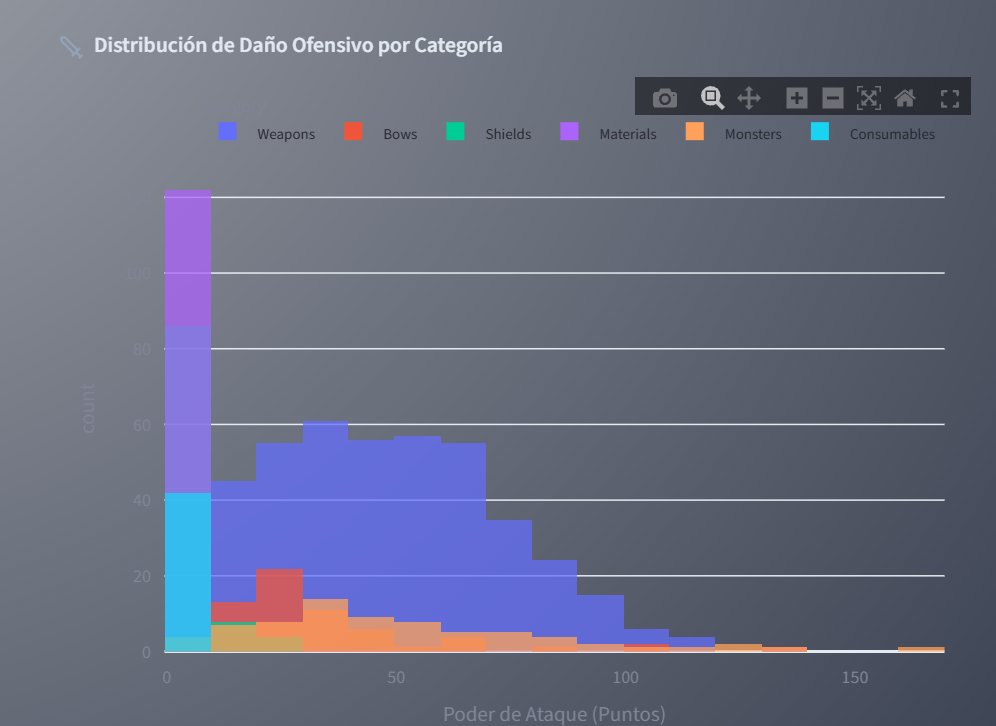 Distribución de Daño Ofensivo por Categoría
Weapons Bows Shields Materials Monsters Consumables
100
80
60
40
20
0
count
0 50 100 150
Poder de Ataque (Puntos)